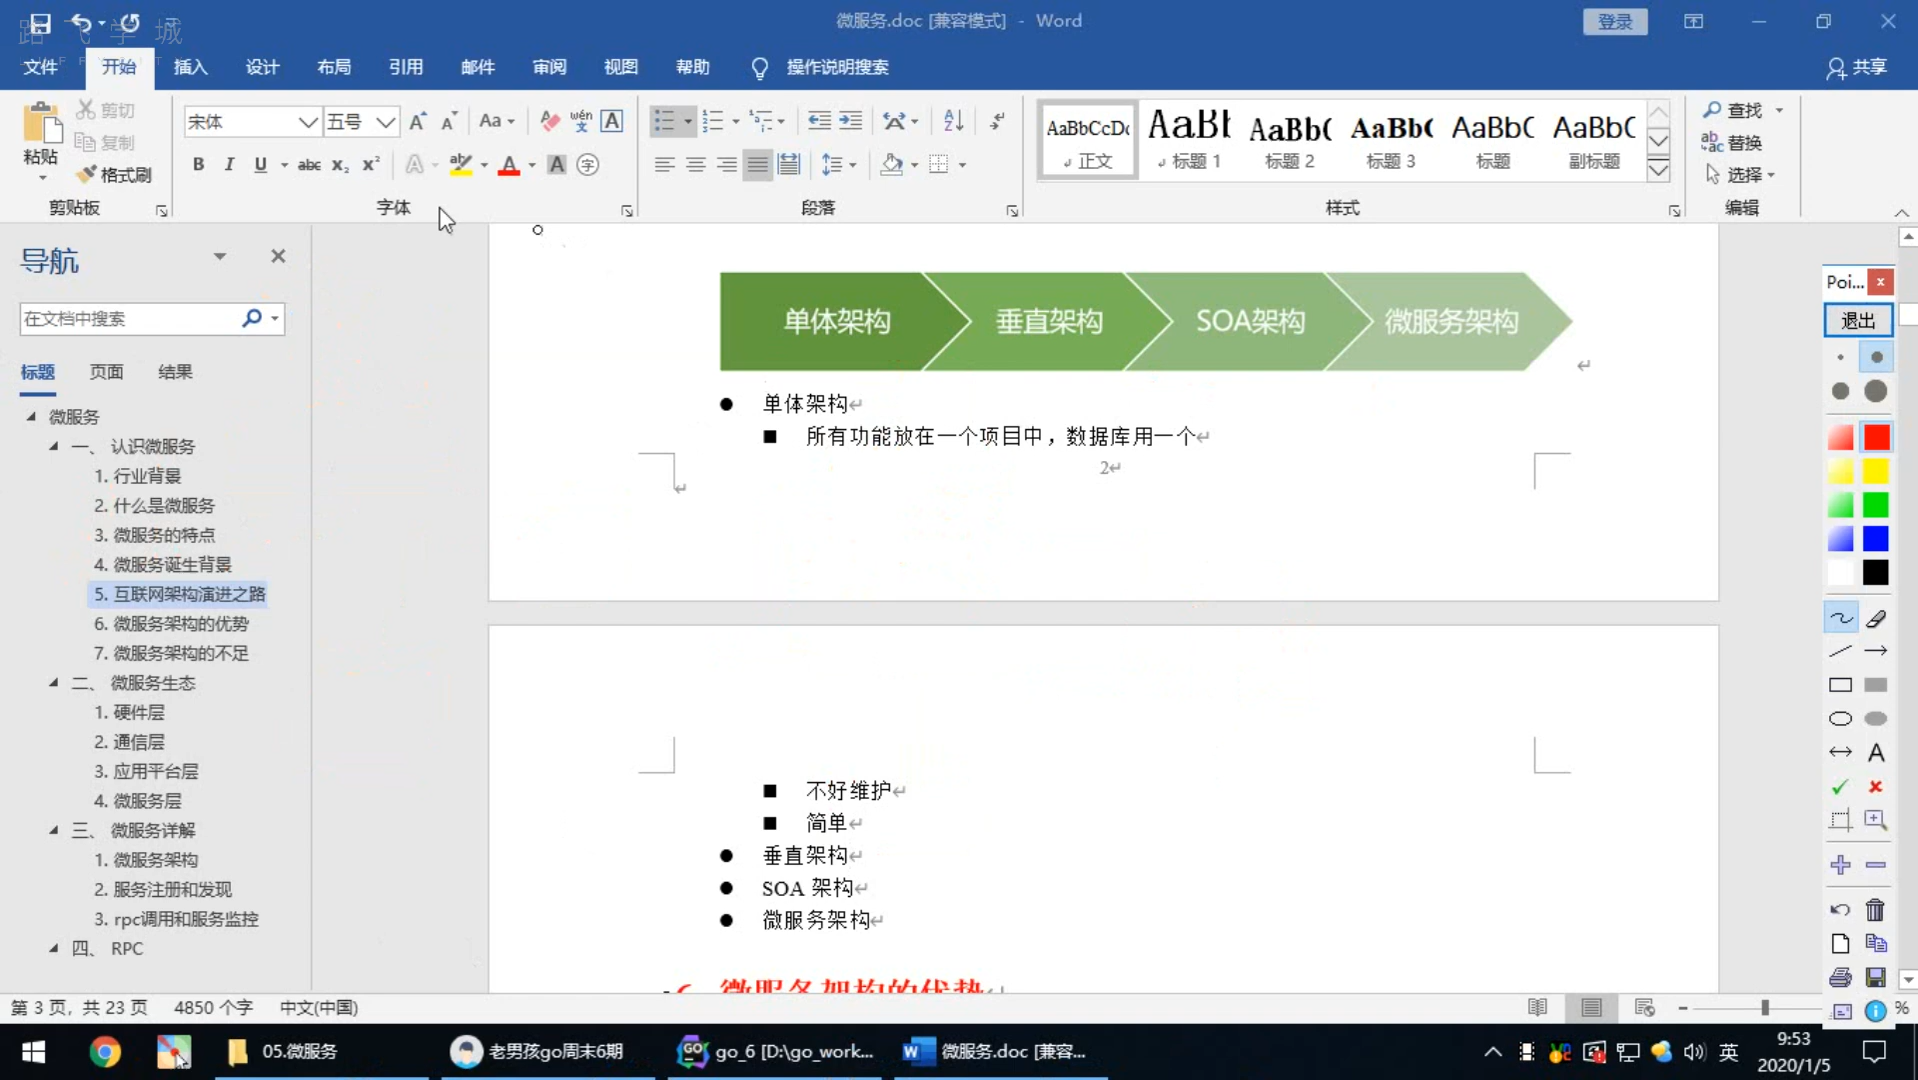 路飞学城
微服务.doc [兼容模式] - Word
登录
文件 开始 插入 设计 布局 引用 邮件 审阅 视图 帮助 操作说明搜索 共享
粘贴
剪切
复制
格式刷
剪贴板
宋体 五号
字体
段落
AaBbCcDc AaBb AaBbC AaBbC AaBbC AaBbC
正文 标题 1 标题 2 标题 3 标题 副标题
样式
查找
替换
选择
编辑
导航
在文档中搜索
标题 页面 结果
微服务
一、 认识微服务
1. 行业背景
2. 什么是微服务
3. 微服务的特点
4. 微服务诞生背景
5. 互联网架构演进之路
6. 微服务架构的优势
7. 微服务架构的不足
二、 微服务生态
1. 硬件层
2. 通信层
3. 应用平台层
4. 微服务层
三、 微服务详解
1. 微服务架构
2. 服务注册和发现
3. rpc调用和服务监控
四、 RPC
单体架构 垂直架构 SOA架构 微服务架构
● 单体架构
■ 所有功能放在一个项目中，数据库用一个
2
■ 不好维护
■ 简单
● 垂直架构
● SOA 架构
● 微服务架构
6. 微服务架构的优势
Poi...
退出
第 3 页，共 23 页 4850 个字 中文(中国)
%
05.微服务
老男孩go周末6期
go_6 [D:\go_work...
微服务.doc [兼容...
英
9:53
2020/1/5